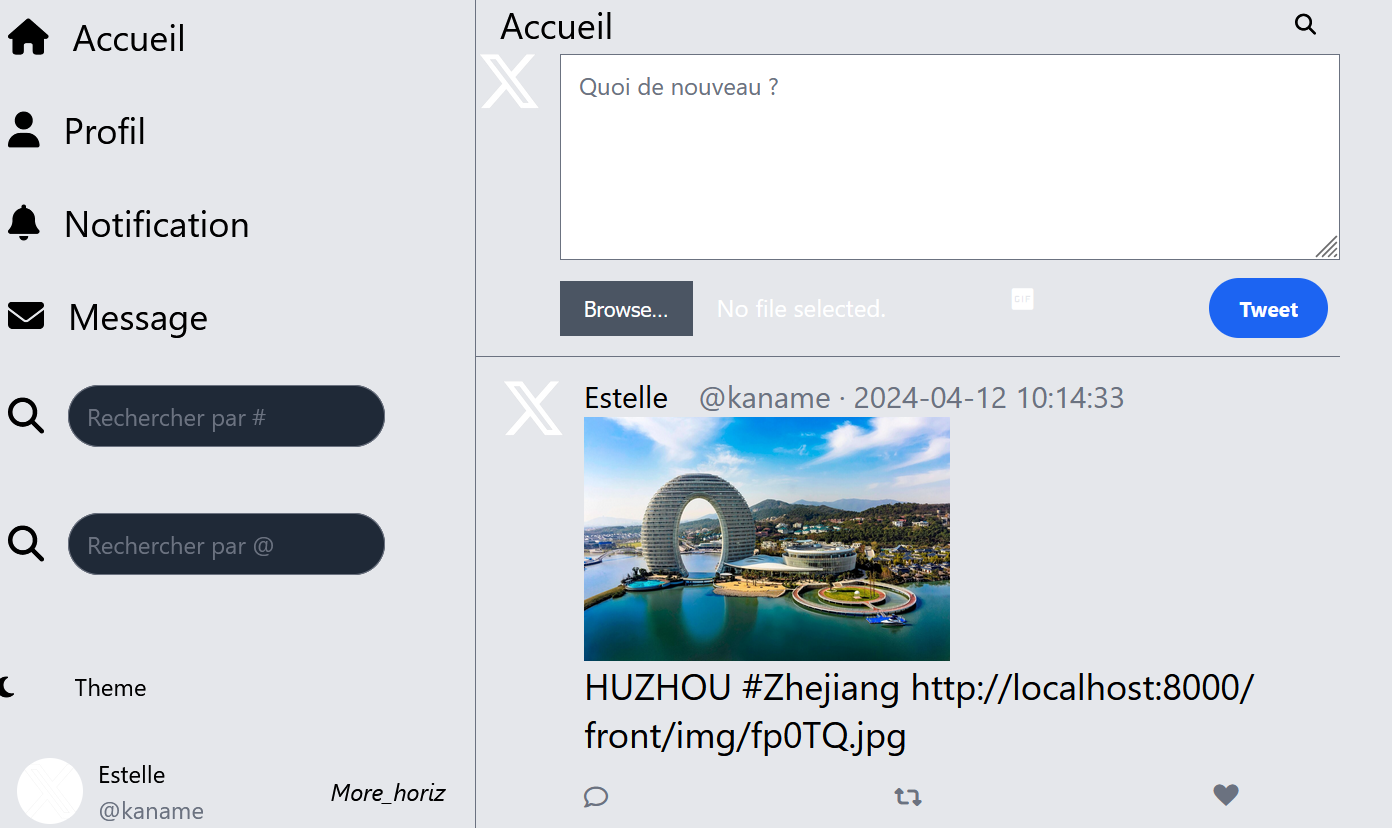 Accueil
Profil
Notification
Message
Rechercher par #
Rechercher par @
Theme
Estelle
@kaname
More_horiz
Accueil
Quoi de nouveau ?
Browse...
No file selected.
GIF
Tweet
Estelle @kaname · 2024-04-12 10:14:33
HUZHOU #Zhejiang http://localhost:8000/
front/img/fp0TQ.jpg